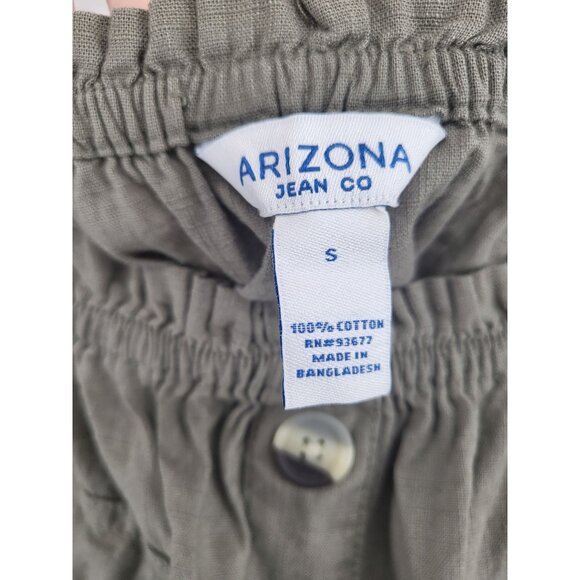 ARIZONA
JEAN CO
S
100% COTTON
RN#93677
MADE IN
BANGLADESH